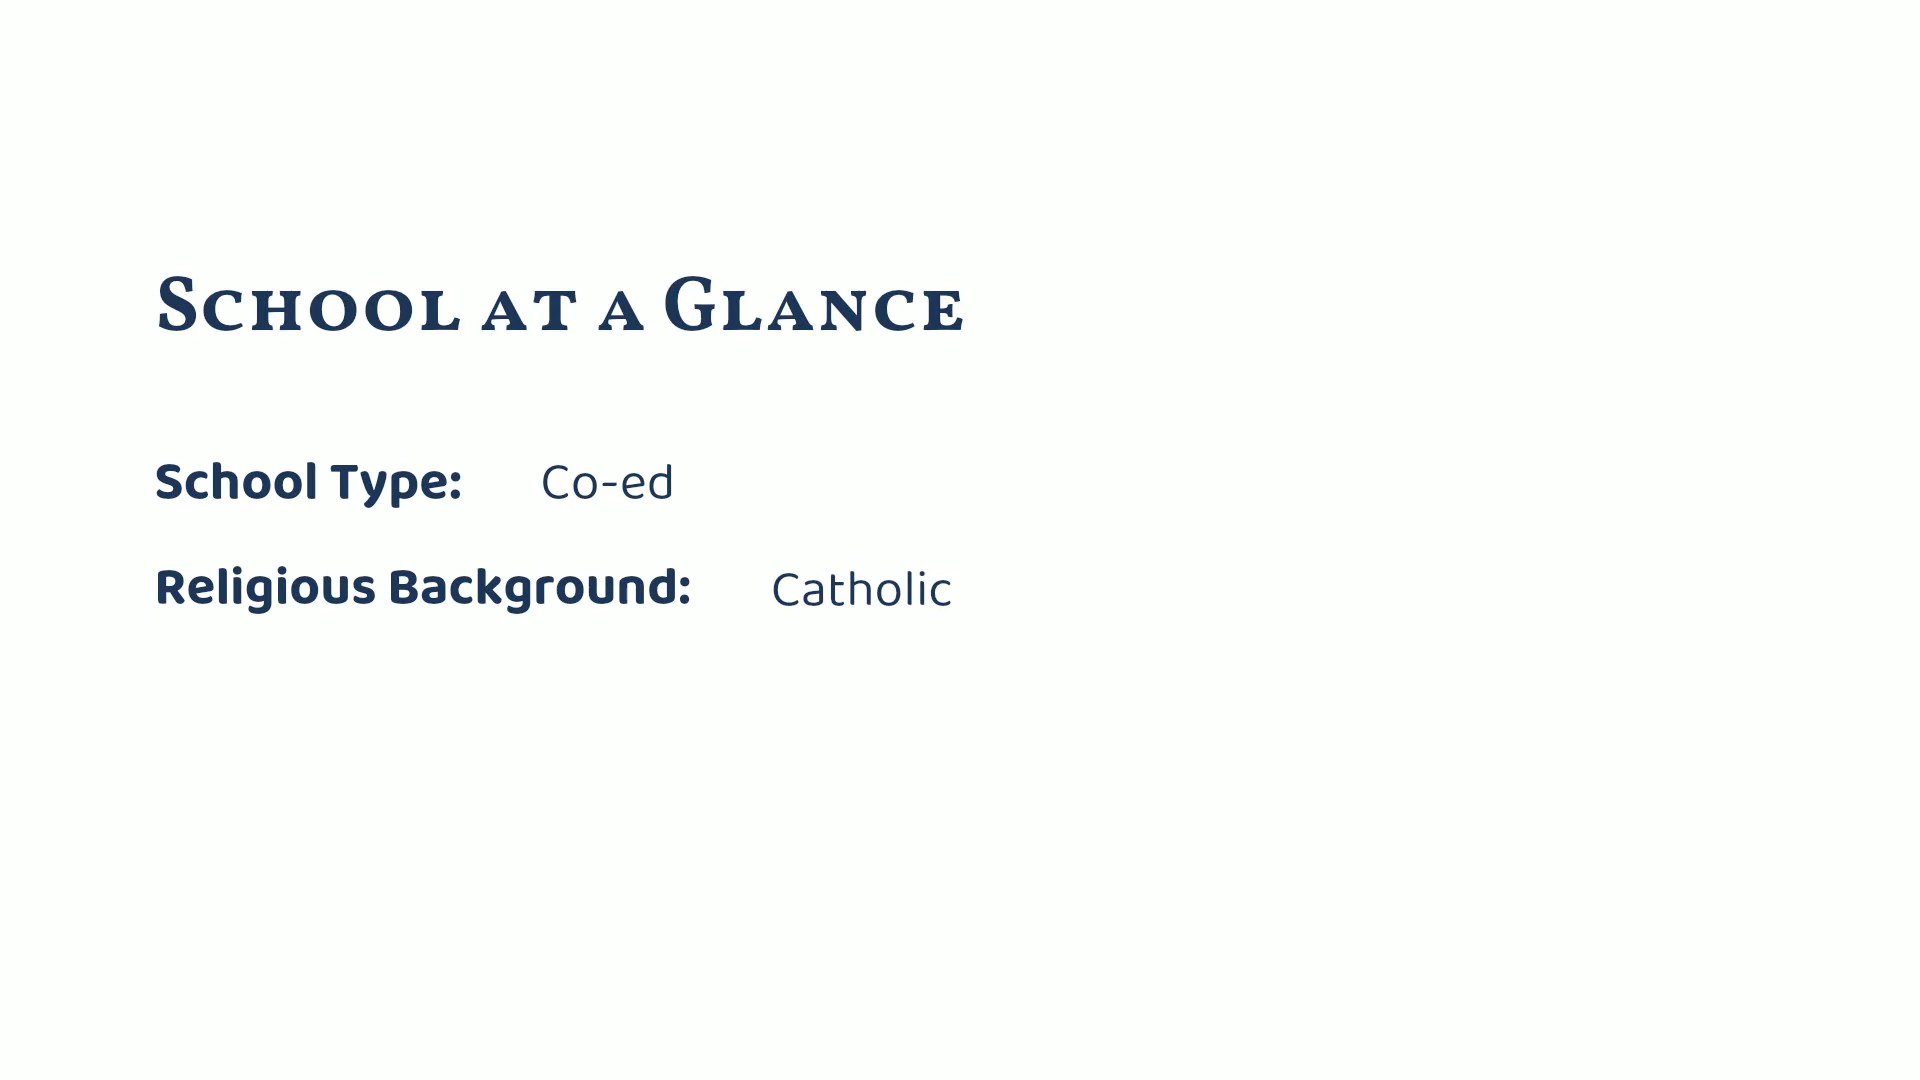 School at a Glance
School Type: Co-ed
Religious Background: Catholic